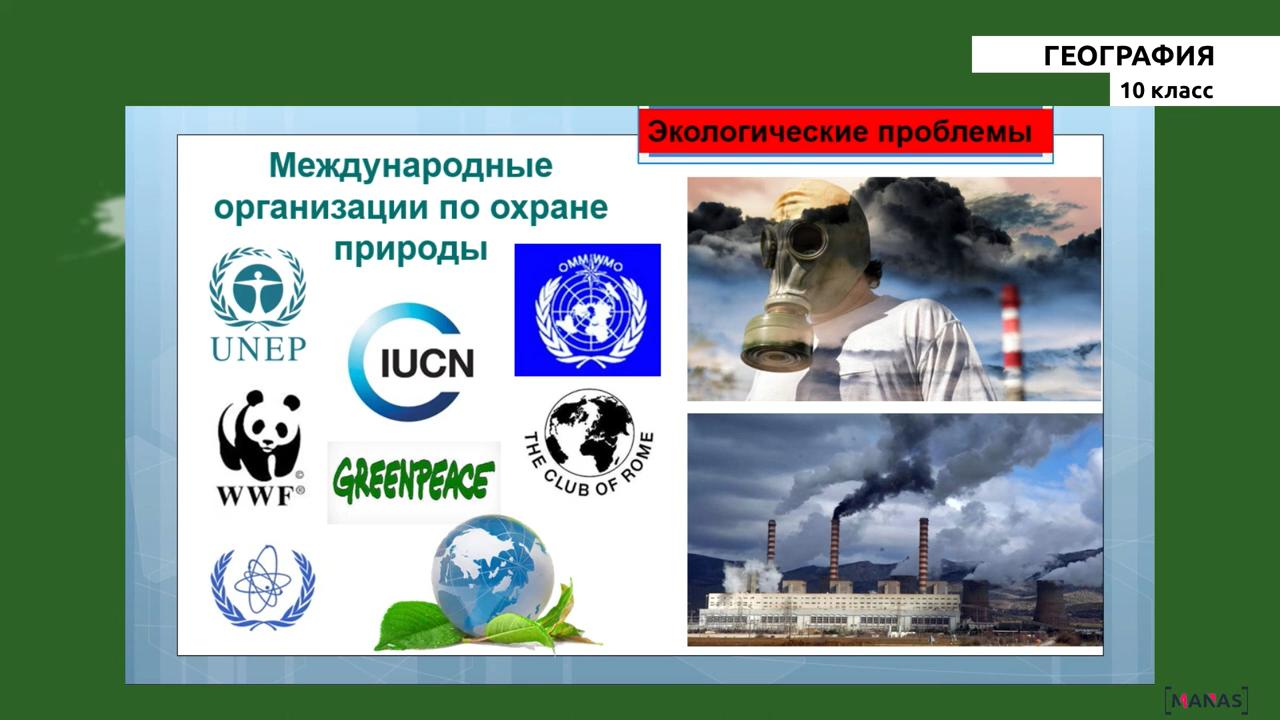 ГЕОГРАФИЯ
10 класс
Экологические проблемы
Международные
организации по охране
природы
UNEP
IUCN
OMM WMO
WWF
©
®
GREENPEACE
THE CLUB OF ROME
[MANAS]